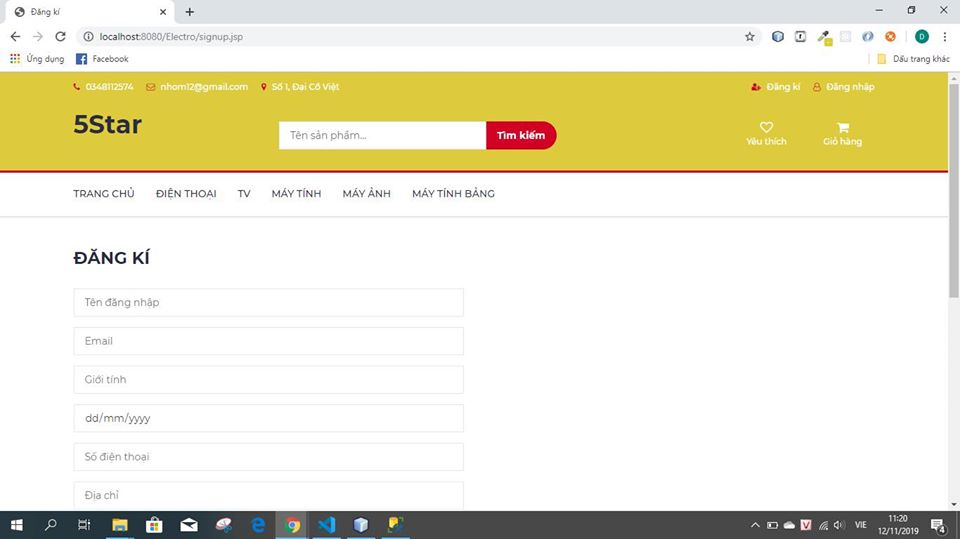 Đăng kí
localhost:8080/Electro/signup.jsp
D
Ứng dụng Facebook Dấu trang khác
0348112574 nhom12@gmail.com Số 1, Đại Cồ Việt Đăng kí Đăng nhập
5Star
Tên sản phẩm... Tìm kiếm
Yêu thích Giỏ hàng
TRANG CHỦ ĐIỆN THOẠI TV MÁY TÍNH MÁY ẢNH MÁY TÍNH BẢNG
ĐĂNG KÍ
Tên đăng nhập
Email
Giới tính
dd/mm/yyyy
Số điện thoại
Địa chỉ
V VIE 11:20
12/11/2019 4